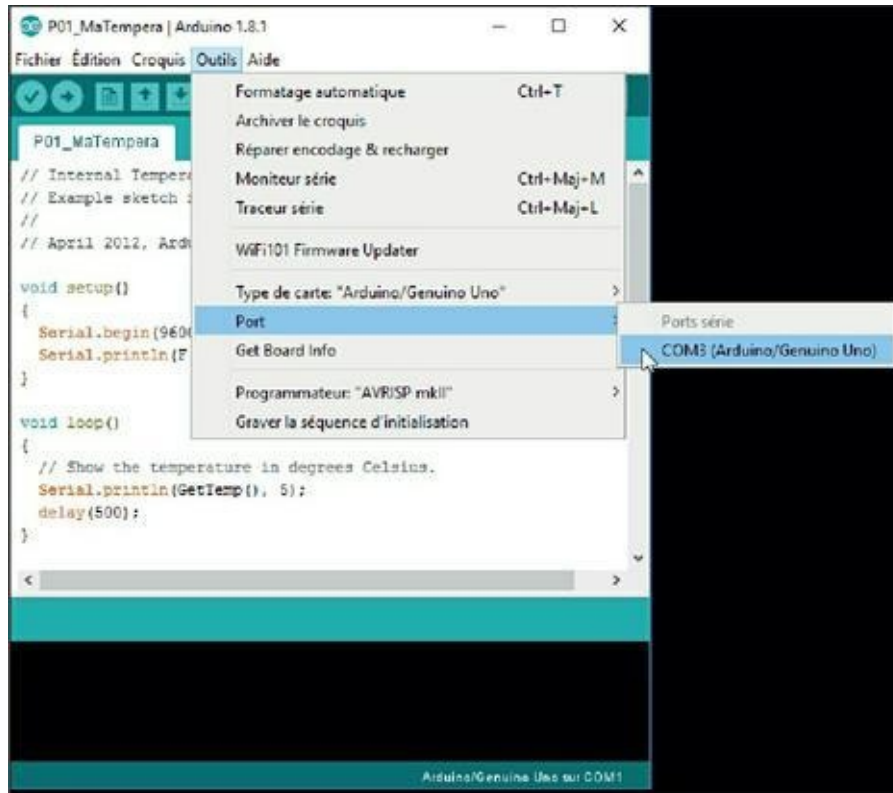 P01_MaTempera | Arduino 1.8.1
Fichier Édition Croquis Outils Aide
Formatage automatique Ctrl+T
Archiver le croquis
Réparer encodage & recharger
Moniteur série Ctrl+Maj+M
Traceur série Ctrl+Maj+L
WiFi101 Firmware Updater
Type de carte: "Arduino/Genuino Uno"
Port
Get Board Info
Programmateur: "AVRISP mkII"
Graver la séquence d'initialisation
Ports série
COM3 (Arduino/Genuino Uno)
P01_MaTempera
// Internal Tempera
// Example sketch
//
// April 2012, Ard
void setup()
{
Serial.begin(960
Serial.println(F
}
void loop()
{
// Show the temperature in degrees Celsius.
Serial.println(GetTemp(), 5);
delay(500);
}
Arduino/Genuino Uno sur COM1